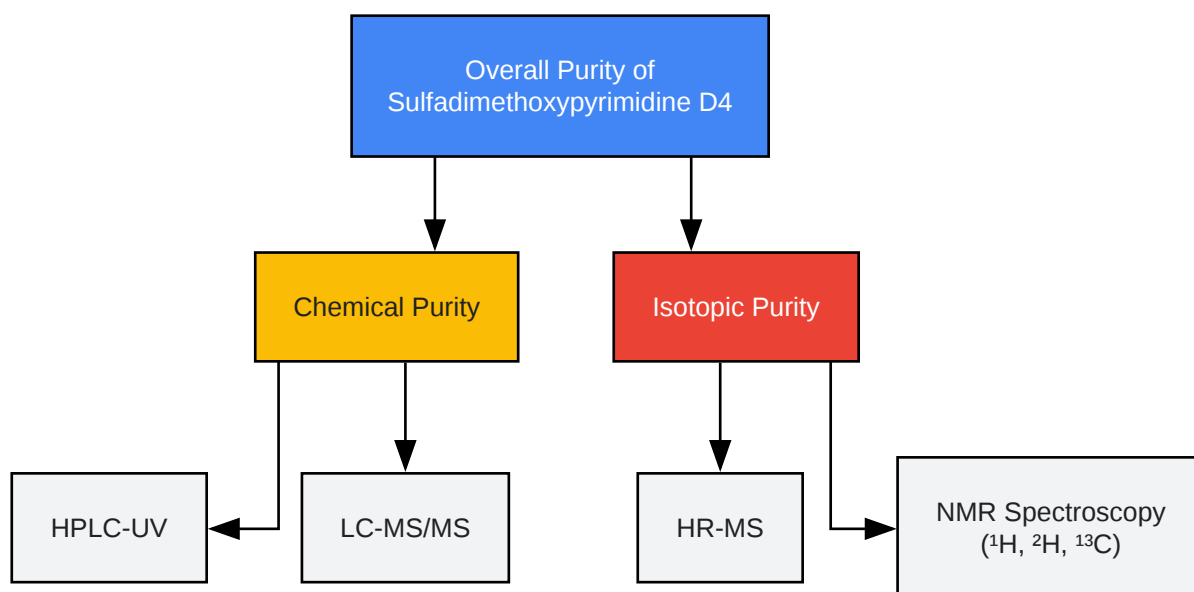 Overall Purity of
Sulfadimethoxypyrimidine D4
Chemical Purity
Isotopic Purity
HPLC-UV
LC-MS/MS
HR-MS
NMR Spectroscopy
(¹H, ²H, ¹³C)